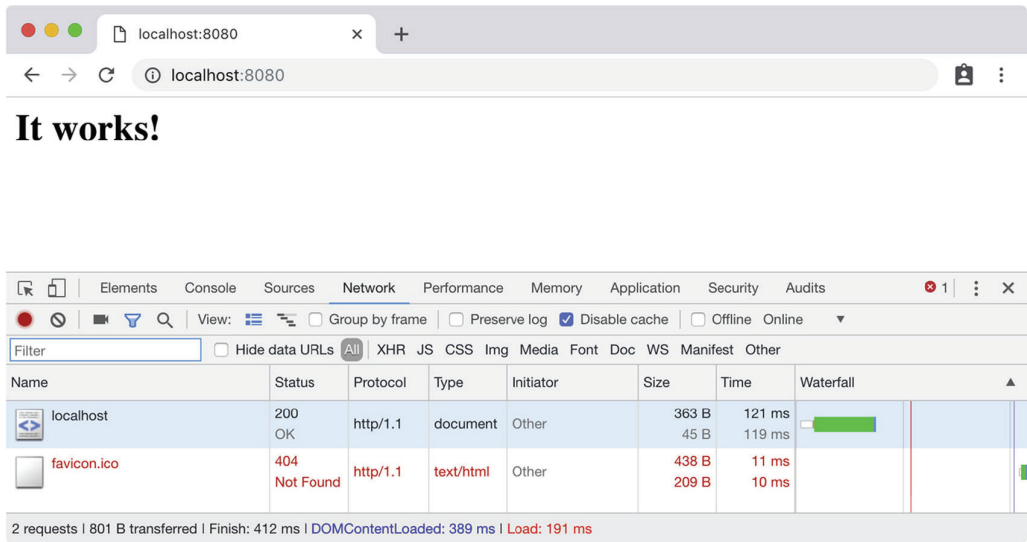 localhost:8080
localhost:8080
It works!
Elements Console Sources Network Performance Memory Application Security Audits 1
View: Group by frame Preserve log Disable cache Offline Online
Filter Hide data URLs All XHR JS CSS Img Media Font Doc WS Manifest Other
Name Status Protocol Type Initiator Size Time Waterfall
localhost 200 http/1.1 document Other 363 B 121 ms
OK 45 B 119 ms
favicon.ico 404 http/1.1 text/html Other 438 B 11 ms
Not Found 209 B 10 ms
2 requests | 801 B transferred | Finish: 412 ms | DOMContentLoaded: 389 ms | Load: 191 ms